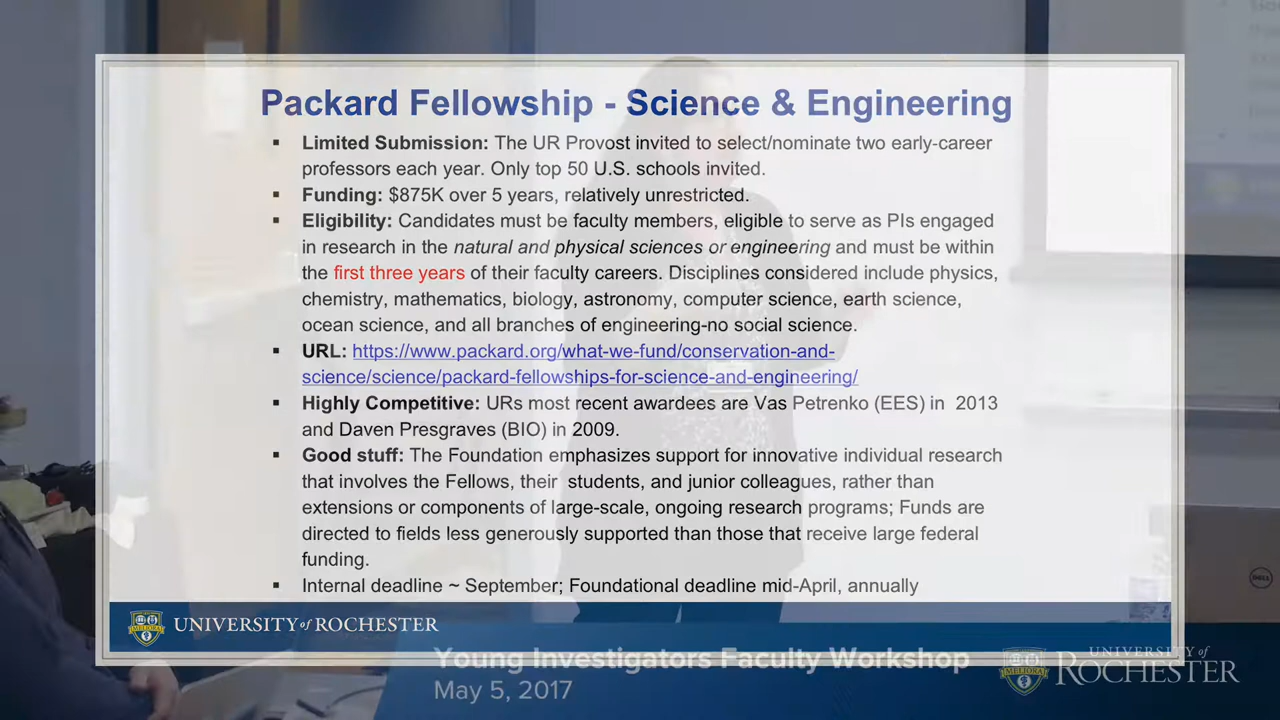 Packard Fellowship - Science & Engineering
▪ Limited Submission: The UR Provost invited to select/nominate two early-career
professors each year. Only top 50 U.S. schools invited.
▪ Funding: $875K over 5 years, relatively unrestricted.
▪ Eligibility: Candidates must be faculty members, eligible to serve as PIs engaged
in research in the natural and physical sciences or engineering and must be within
the first three years of their faculty careers. Disciplines considered include physics,
chemistry, mathematics, biology, astronomy, computer science, earth science,
ocean science, and all branches of engineering-no social science.
▪ URL: https://www.packard.org/what-we-fund/conservation-and-
science/science/packard-fellowships-for-science-and-engineering/
▪ Highly Competitive: URs most recent awardees are Vas Petrenko (EES) in  2013
and Daven Presgraves (BIO) in 2009.
▪ Good stuff: The Foundation emphasizes support for innovative individual research
that involves the Fellows, their  students, and junior colleagues, rather than
extensions or components of large-scale, ongoing research programs; Funds are
directed to fields less generously supported than those that receive large federal
funding.
▪ Internal deadline ~ September; Foundational deadline mid-April, annually
DELL
MELIORA
UNIVERSITY of ROCHESTER
Young Investigators Faculty Workshop
May 5, 2017
UNIVERSITY of
ROCHESTER